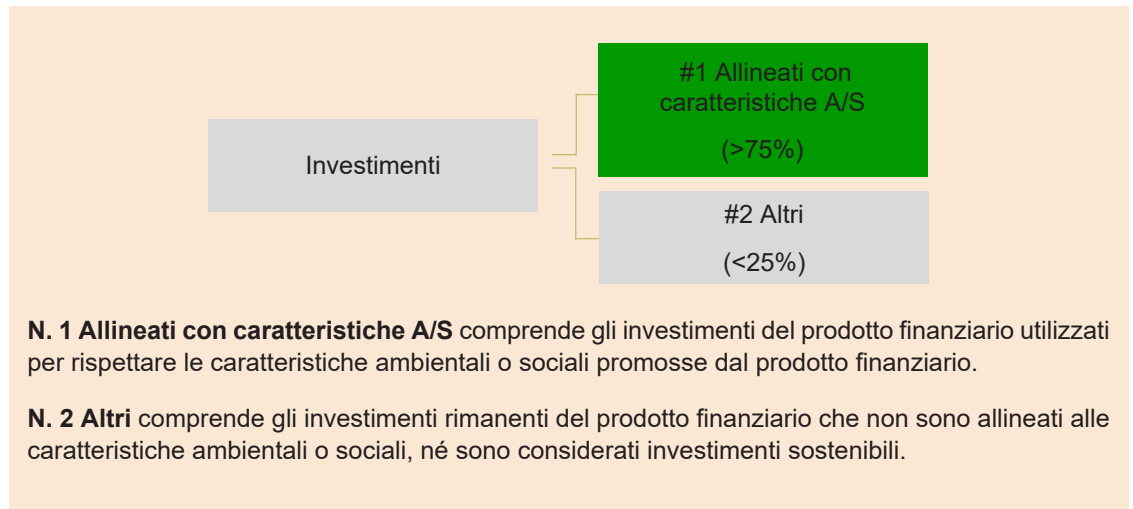 #1 Allineati con
caratteristiche A/S
(>75%)
Investimenti
#2 Altri
(<25%)
N. 1 Allineati con caratteristiche A/S comprende gli investimenti del prodotto finanziario utilizzati
per rispettare le caratteristiche ambientali o sociali promosse dal prodotto finanziario.
N. 2 Altri comprende gli investimenti rimanenti del prodotto finanziario che non sono allineati alle
caratteristiche ambientali o sociali, né sono considerati investimenti sostenibili.